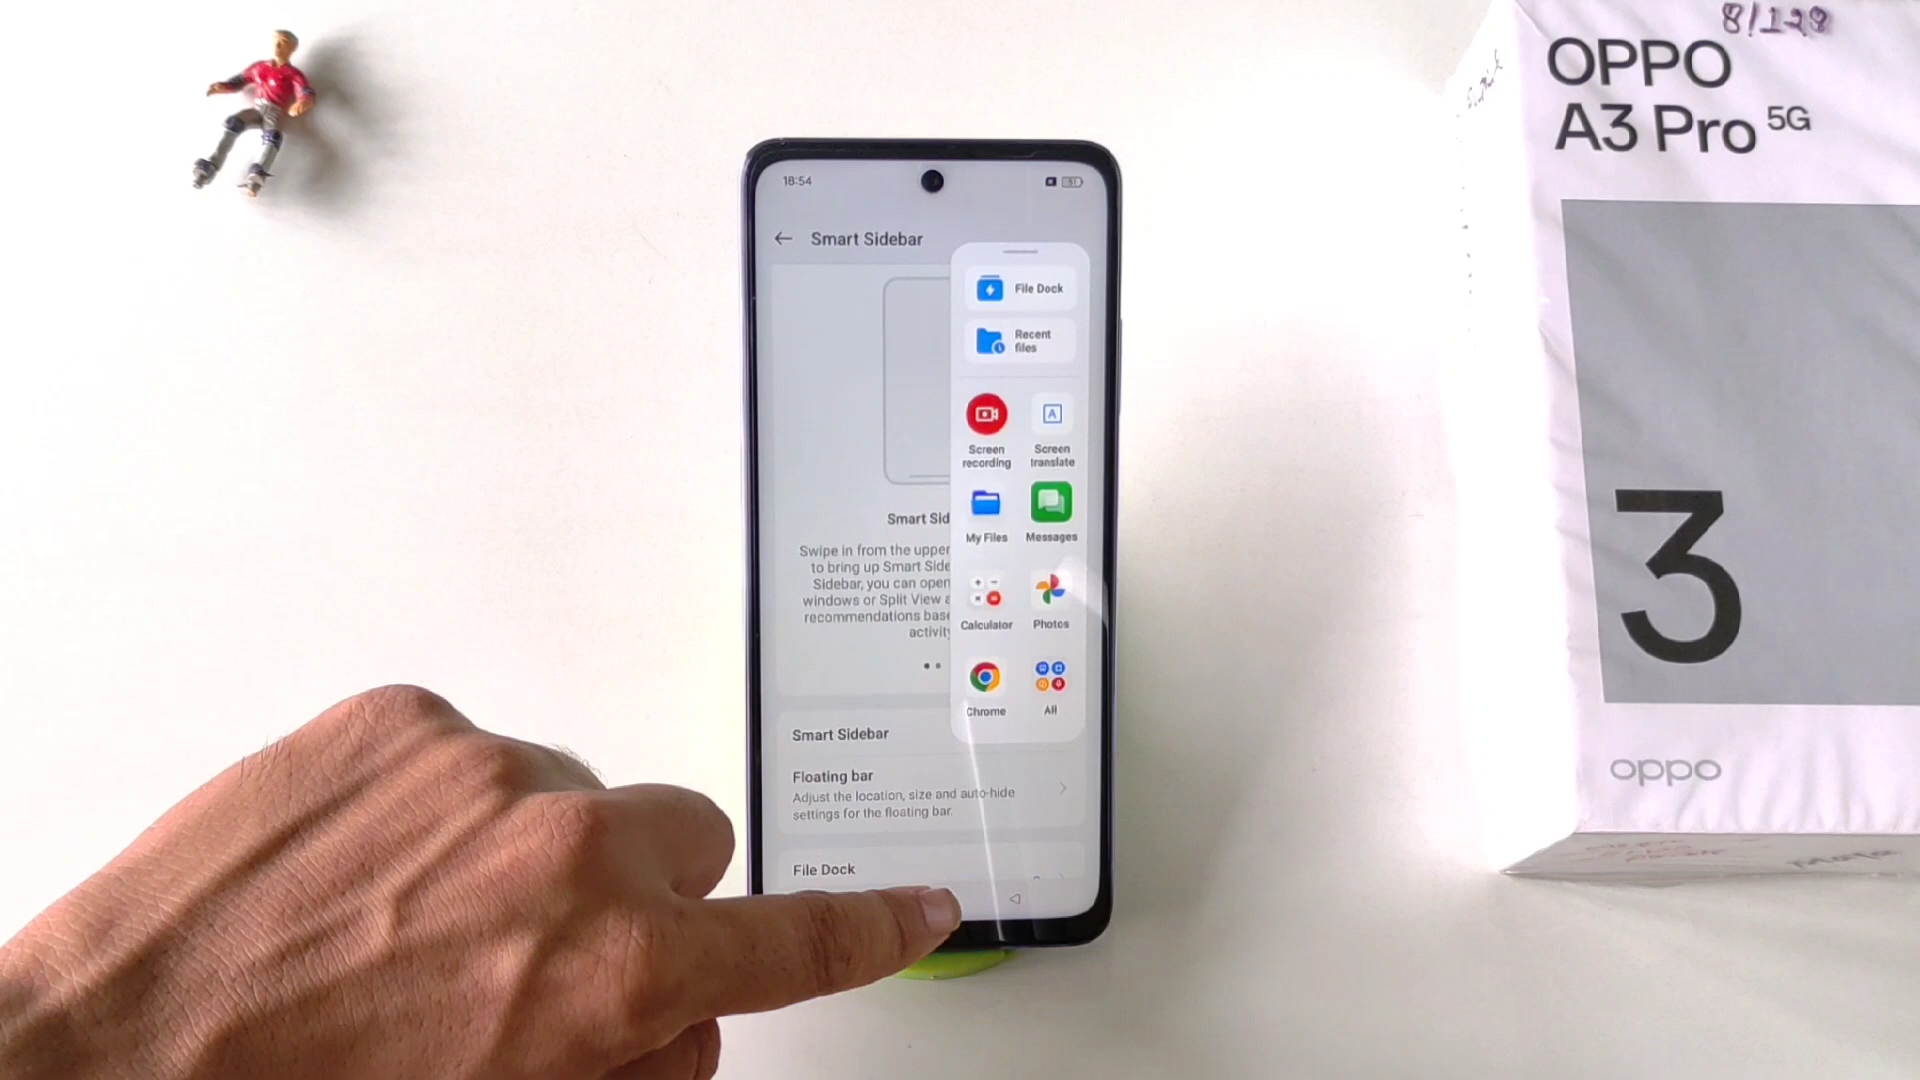 18:54
51
Smart Sidebar
File Dock
Recent
files
Screen
recording
Screen
translate
My Files
Messages
Calculator
Photos
Chrome
All
Smart Sid
Swipe in from the upper
to bring up Smart Side
Sidebar, you can open
windows or Split View a
recommendations base
activity
Smart Sidebar
Floating bar
Adjust the location, size and auto-hide
settings for the floating bar.
File Dock
8/128
OPPO
A3 Pro 5G
3
oppo